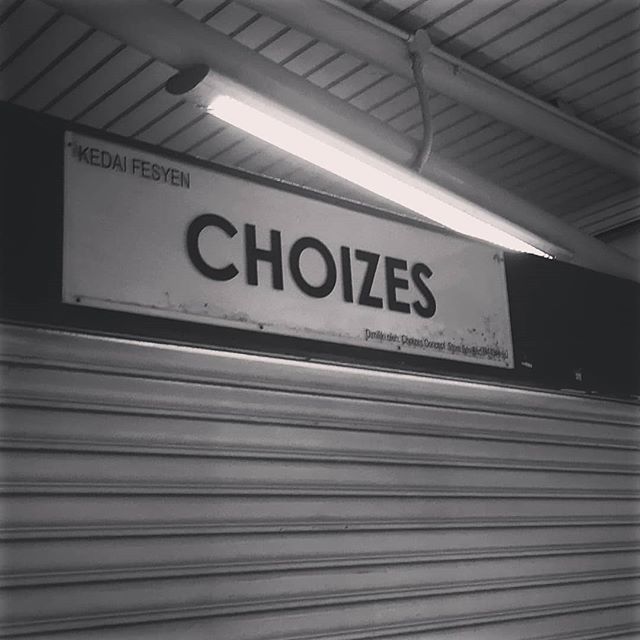 KEDAI FESYEN
CHOIZES
Dimiliki oleh: Choizes Concept